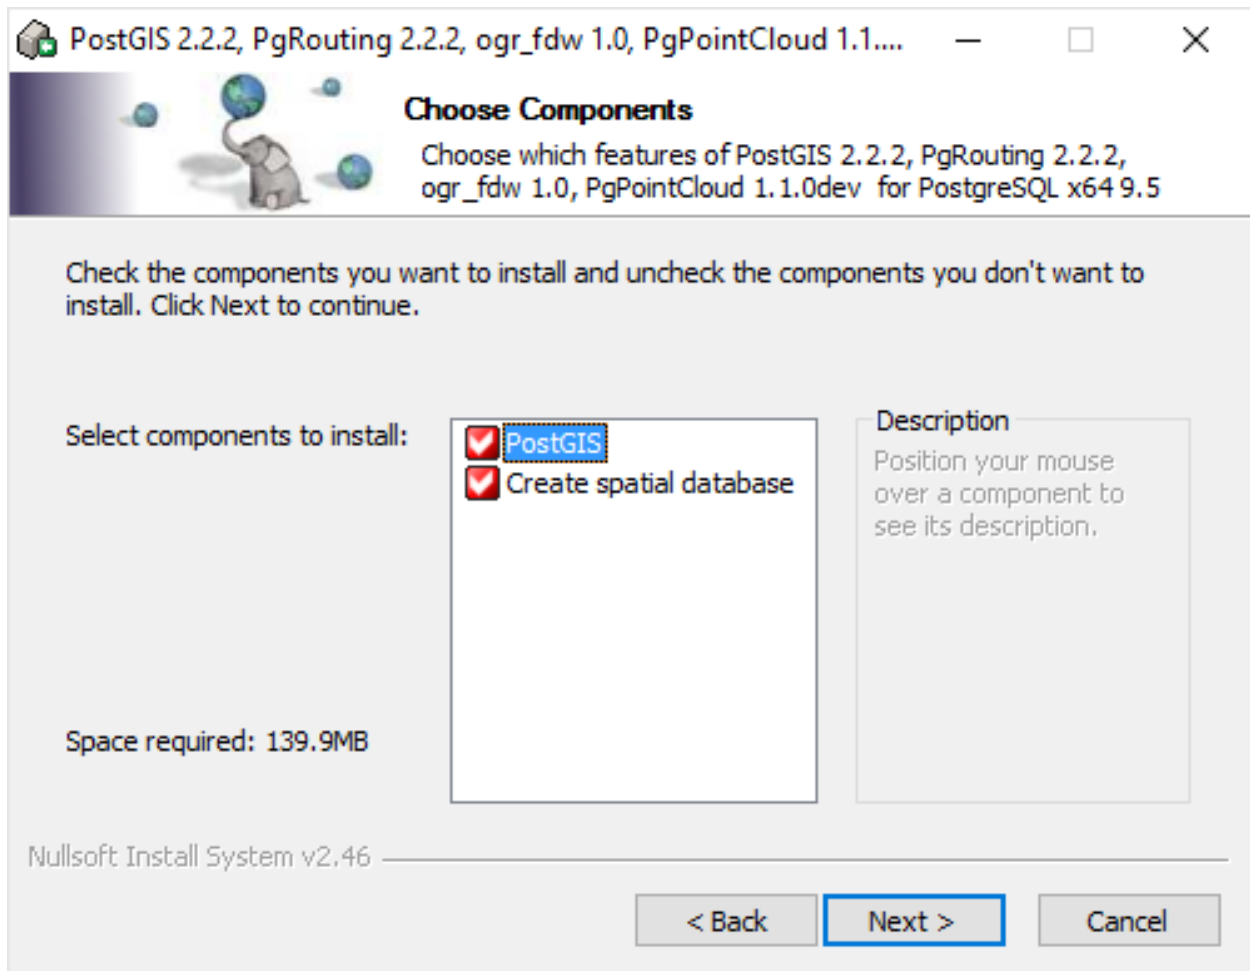 PostGIS 2.2.2, PgRouting 2.2.2, ogr_fdw 1.0, PgPointCloud 1.1....
Choose Components
Choose which features of PostGIS 2.2.2, PgRouting 2.2.2,
ogr_fdw 1.0, PgPointCloud 1.1.0dev for PostgreSQL x64 9.5
Check the components you want to install and uncheck the components you don't want to
install. Click Next to continue.
Select components to install:
PostGIS
Create spatial database
Description
Position your mouse
over a component to
see its description.
Space required: 139.9MB
Nullsoft Install System v2.46
< Back
Next >
Cancel